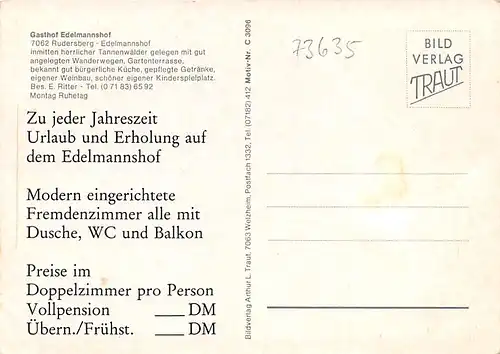 Gasthof Edelmannshof
7062 Rudersberg - Edelmannshof
inmitten herrlicher Tannenwälder gelegen mit gut
angelegten Wanderwegen, Gartenterrasse,
bekannt gut bürgerliche Küche, gepflegte Getränke,
eigener Weinbau, schöner eigener Kinderspielplatz.
Bes. E. Ritter - Tel. (0 71 83) 65 92
Montag Ruhetag
Zu jeder Jahreszeit
Urlaub und Erholung auf
dem Edelmannshof
Modern eingerichtete
Fremdenzimmer alle mit
Dusche, WC und Balkon
Preise im
Doppelzimmer pro Person
Vollpension ___ DM
Übern./Frühst. ___ DM
Bildverlag Arthur L. Traut, 7063 Welzheim, Postfach 1332, Tel. (07182) 412 Motiv-Nr. C 3096
73635
BILD
VERLAG
TRAUT